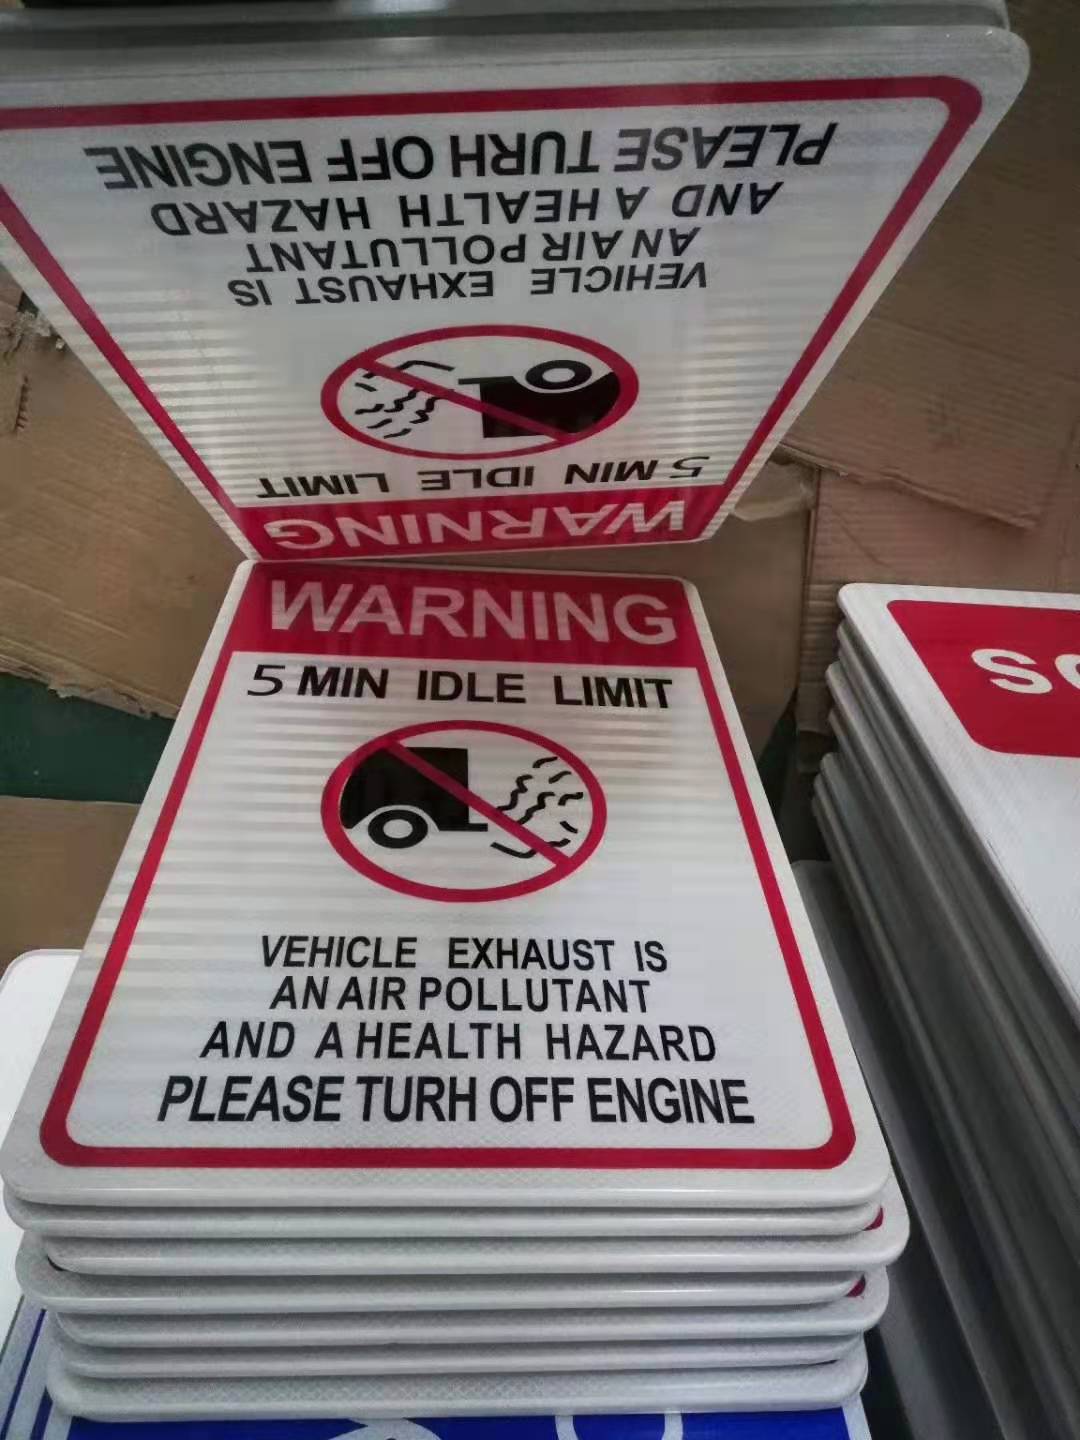 PLEASE TURH OFF ENGINE
AND A HEALTH HAZARD
AN AIR POLLUTANT
VEHICLE EXHAUST IS
5 MIN IDLE LIMIT
WARNING
WARNING
5 MIN IDLE LIMIT
VEHICLE EXHAUST IS
AN AIR POLLUTANT
AND A HEALTH HAZARD
PLEASE TURH OFF ENGINE